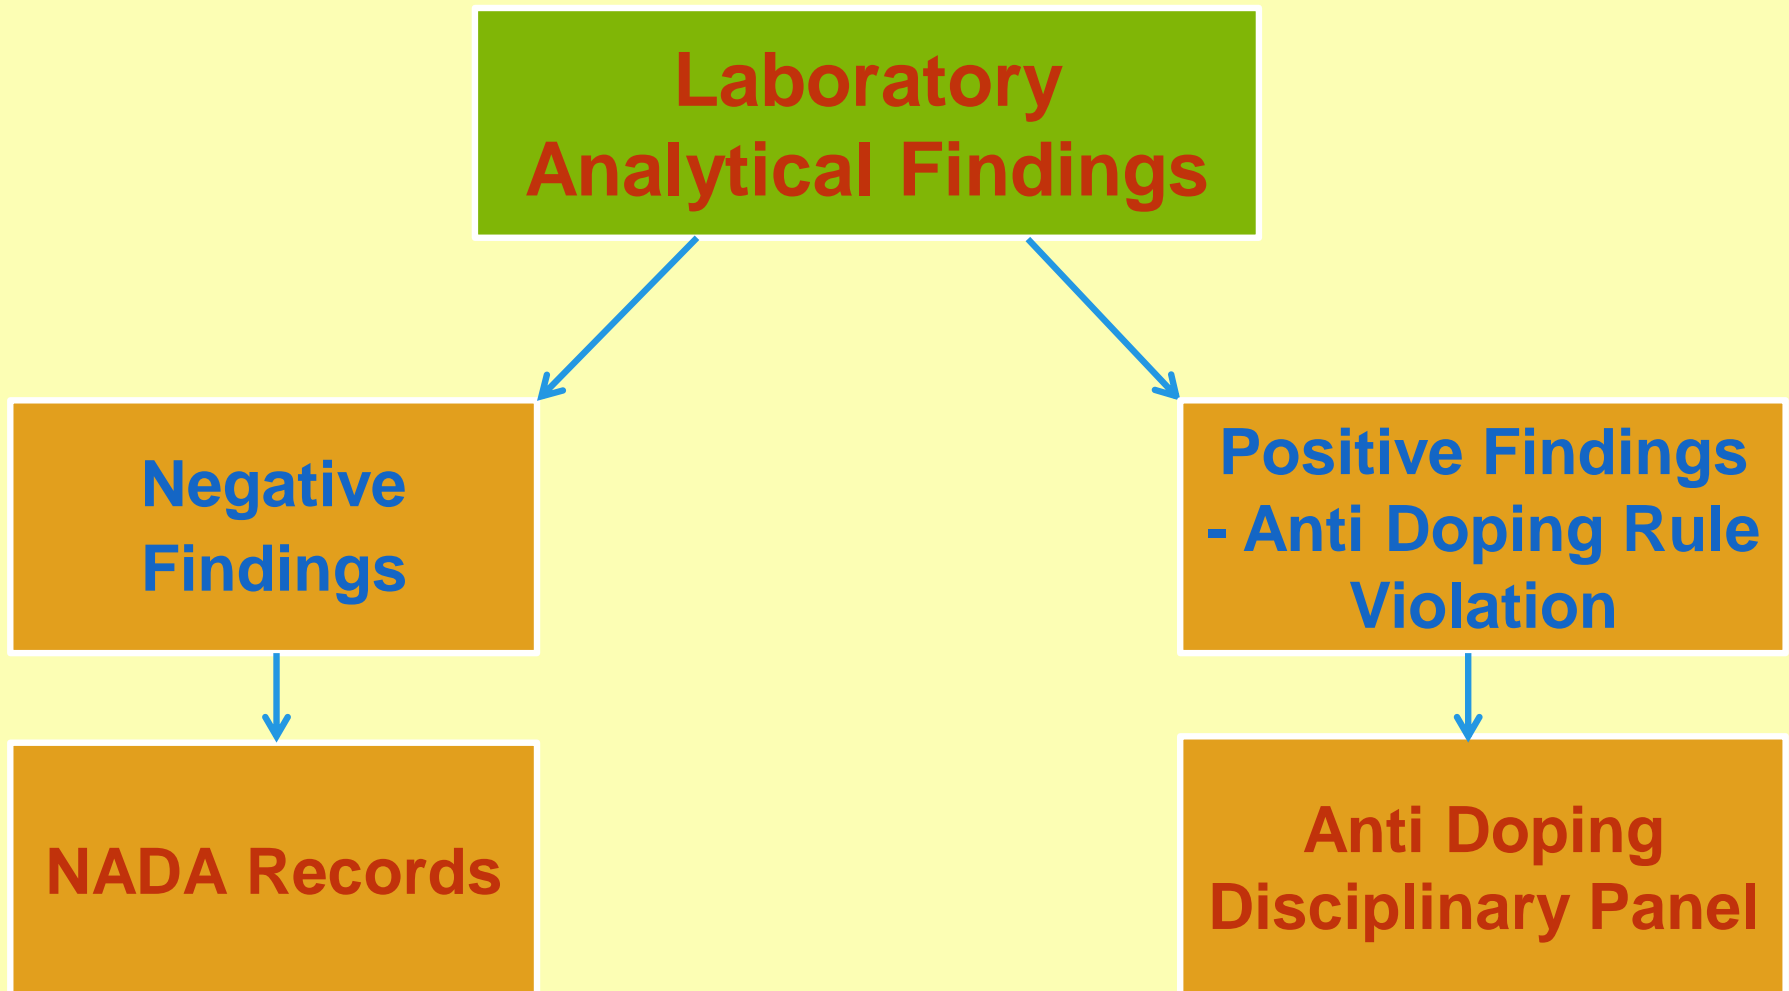 Laboratory
Analytical Findings
Negative
Findings
Positive Findings
- Anti Doping Rule
Violation
NADA Records
Anti Doping
Disciplinary Panel